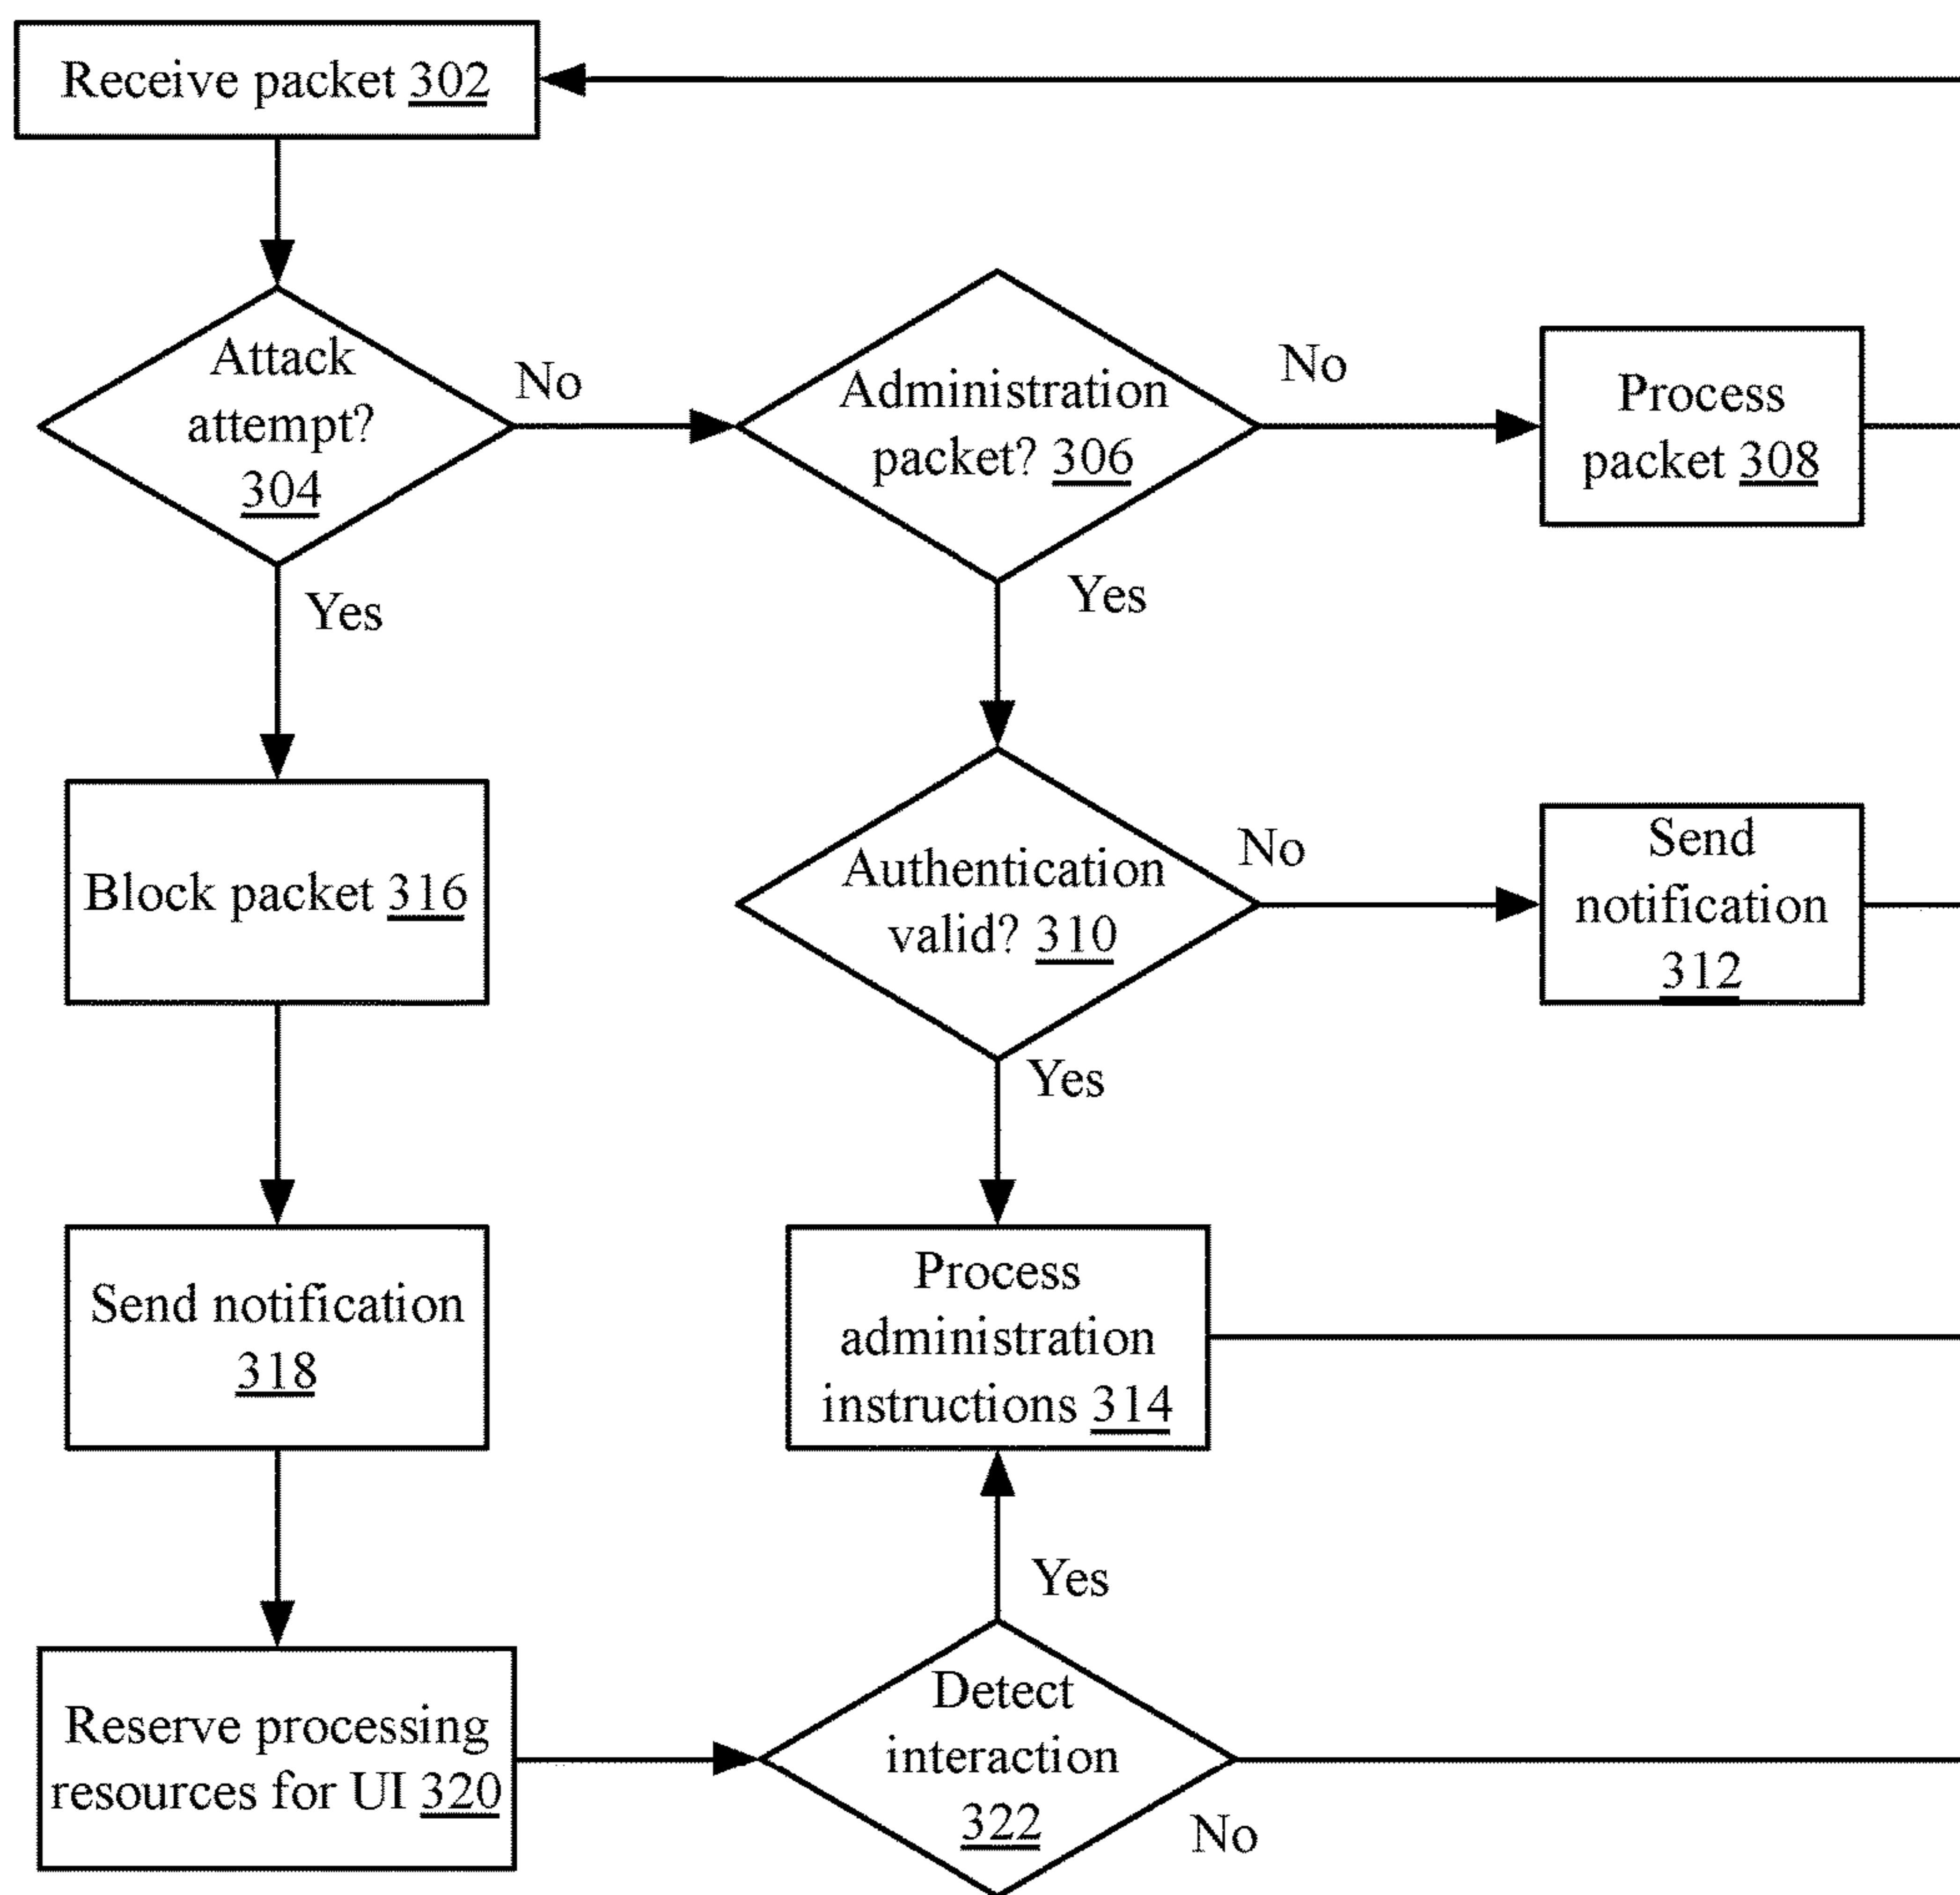 Receive packet 302
Attack
attempt?
304
No
Administration
packet? 306
No
Process
packet 308
Yes
Yes
Block packet 316
Authentication
valid? 310
No
Send
notification
312
Yes
Send notification
318
Process
administration
instructions 314
Yes
Reserve processing
resources for UI 320
Detect
interaction
322
No